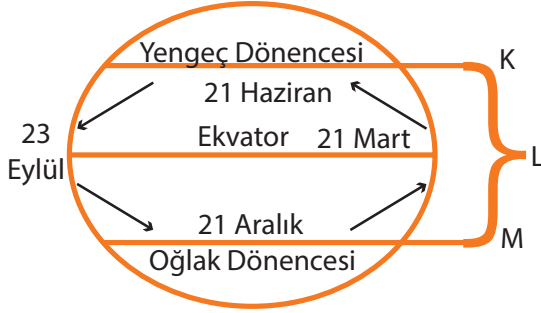 Yengeç Dönencesi
K
21 Haziran
23
Eylül
Ekvator
21 Mart
L
21 Aralık
M
Oğlak Dönencesi